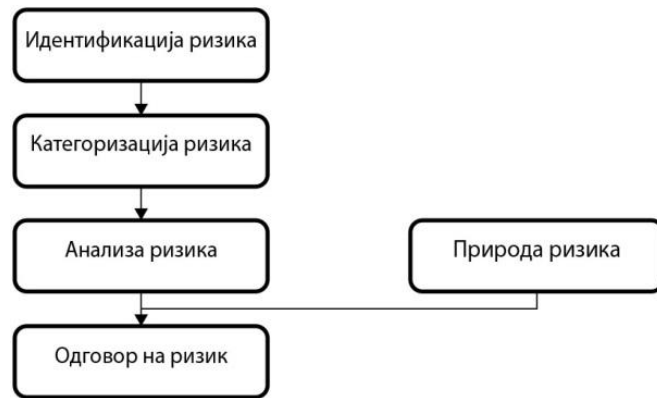 Идентификација ризика
Категоризација ризика
Анализа ризика
Природа ризика
Одговор на ризик